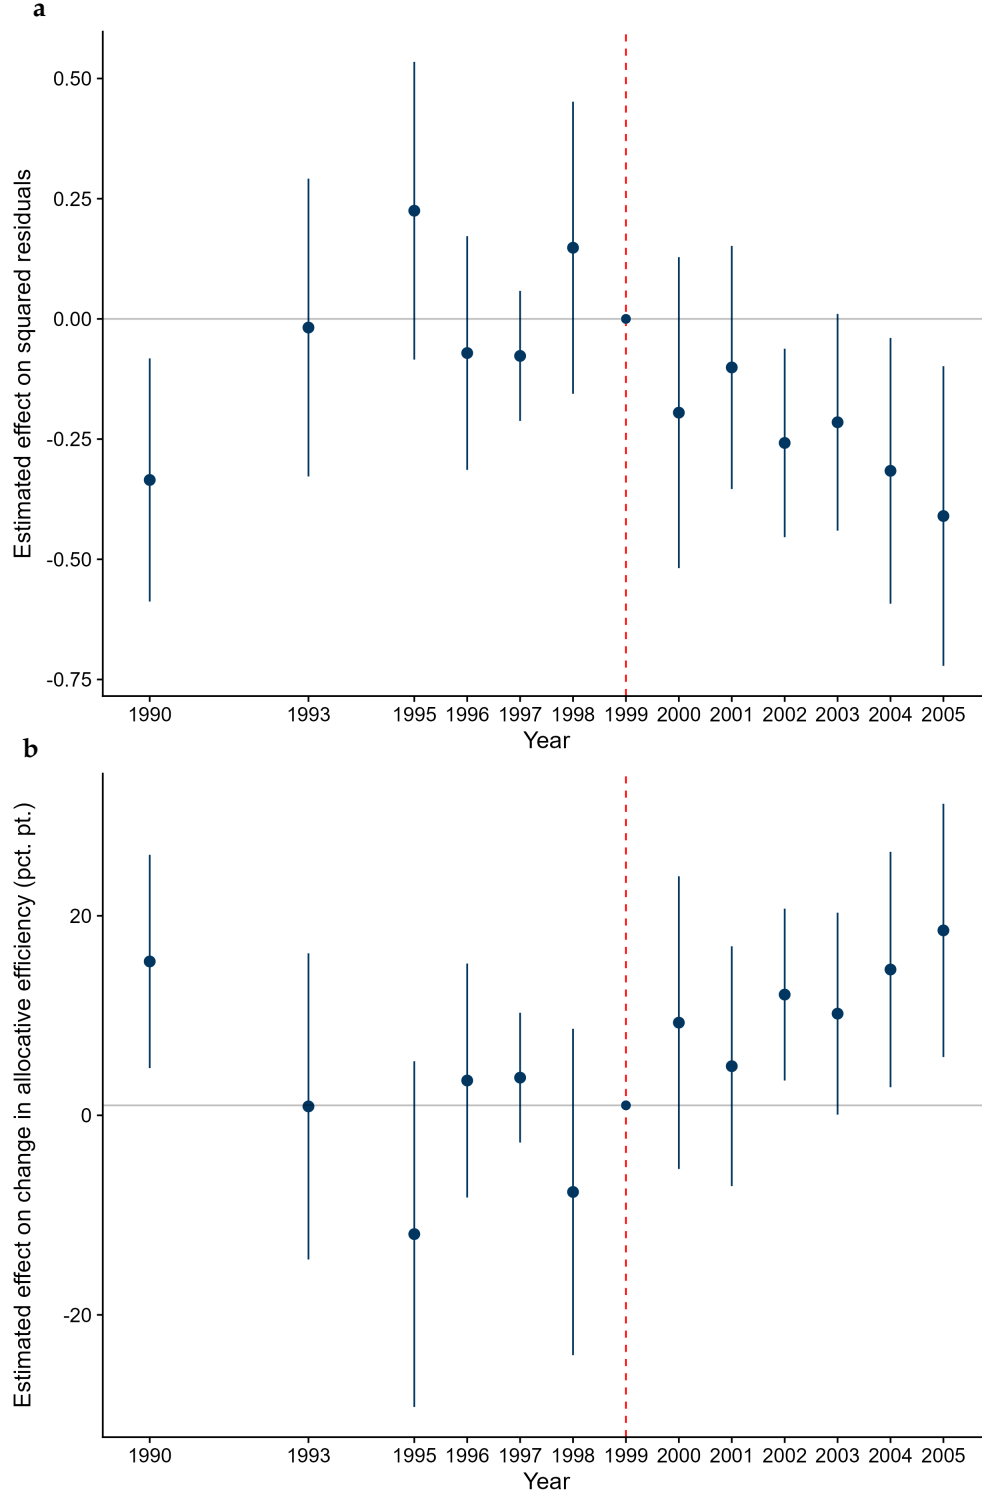 a
Estimated effect on squared residuals
0.50
0.25
0.00
-0.25
-0.50
-0.75
1990 1993 1995 1996 1997 1998 1999 2000 2001 2002 2003 2004 2005
Year
b
Estimated effect on change in allocative efficiency (pct. pt.)
20
0
-20
1990 1993 1995 1996 1997 1998 1999 2000 2001 2002 2003 2004 2005
Year